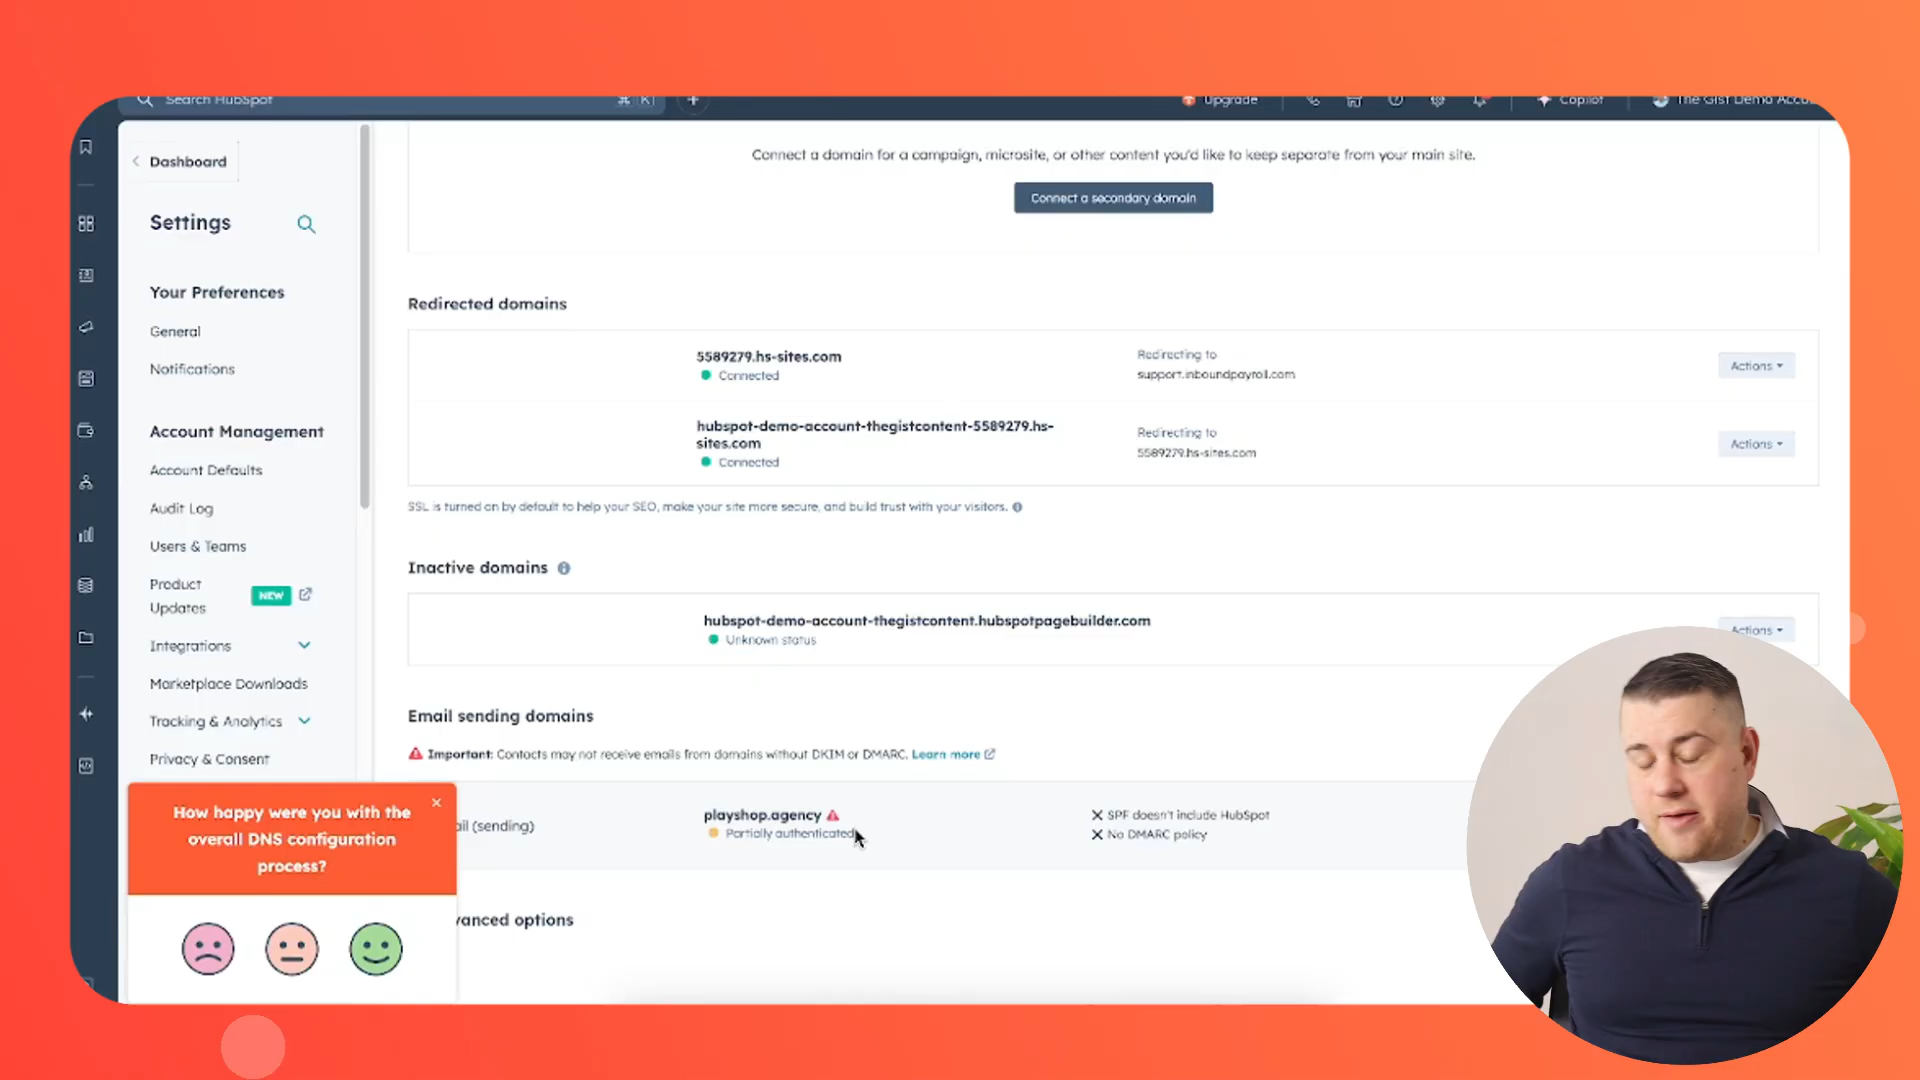 Search HubSpot
⌘ K
Upgrade
Copilot
Dashboard
Settings
Your Preferences
General
Notifications
Account Management
Account Defaults
Audit Log
Users & Teams
Product
Updates
NEW
Integrations
Marketplace Downloads
Tracking & Analytics
Privacy & Consent
How happy were you with the
overall DNS configuration
process?
Connect a domain for a campaign, microsite, or other content you'd like to keep separate from your main site.
Connect a secondary domain
Redirected domains
5589279.hs-sites.com
Connected
Redirecting to
support.inboundpayroll.com
Actions
hubspot-demo-account-thegistcontent-5589279.hs-
sites.com
Connected
Redirecting to
5589279.hs-sites.com
Actions
SSL is turned on by default to help your SEO, make your site more secure, and build trust with your visitors.
Inactive domains
hubspot-demo-account-thegistcontent.hubspotpagebuilder.com
Unknown status
Actions
Email sending domains
Important: Contacts may not receive emails from domains without DKIM or DMARC. Learn more
ail (sending)
playshop.agency
Partially authenticated
SPF doesn't include HubSpot
No DMARC policy
vanced options